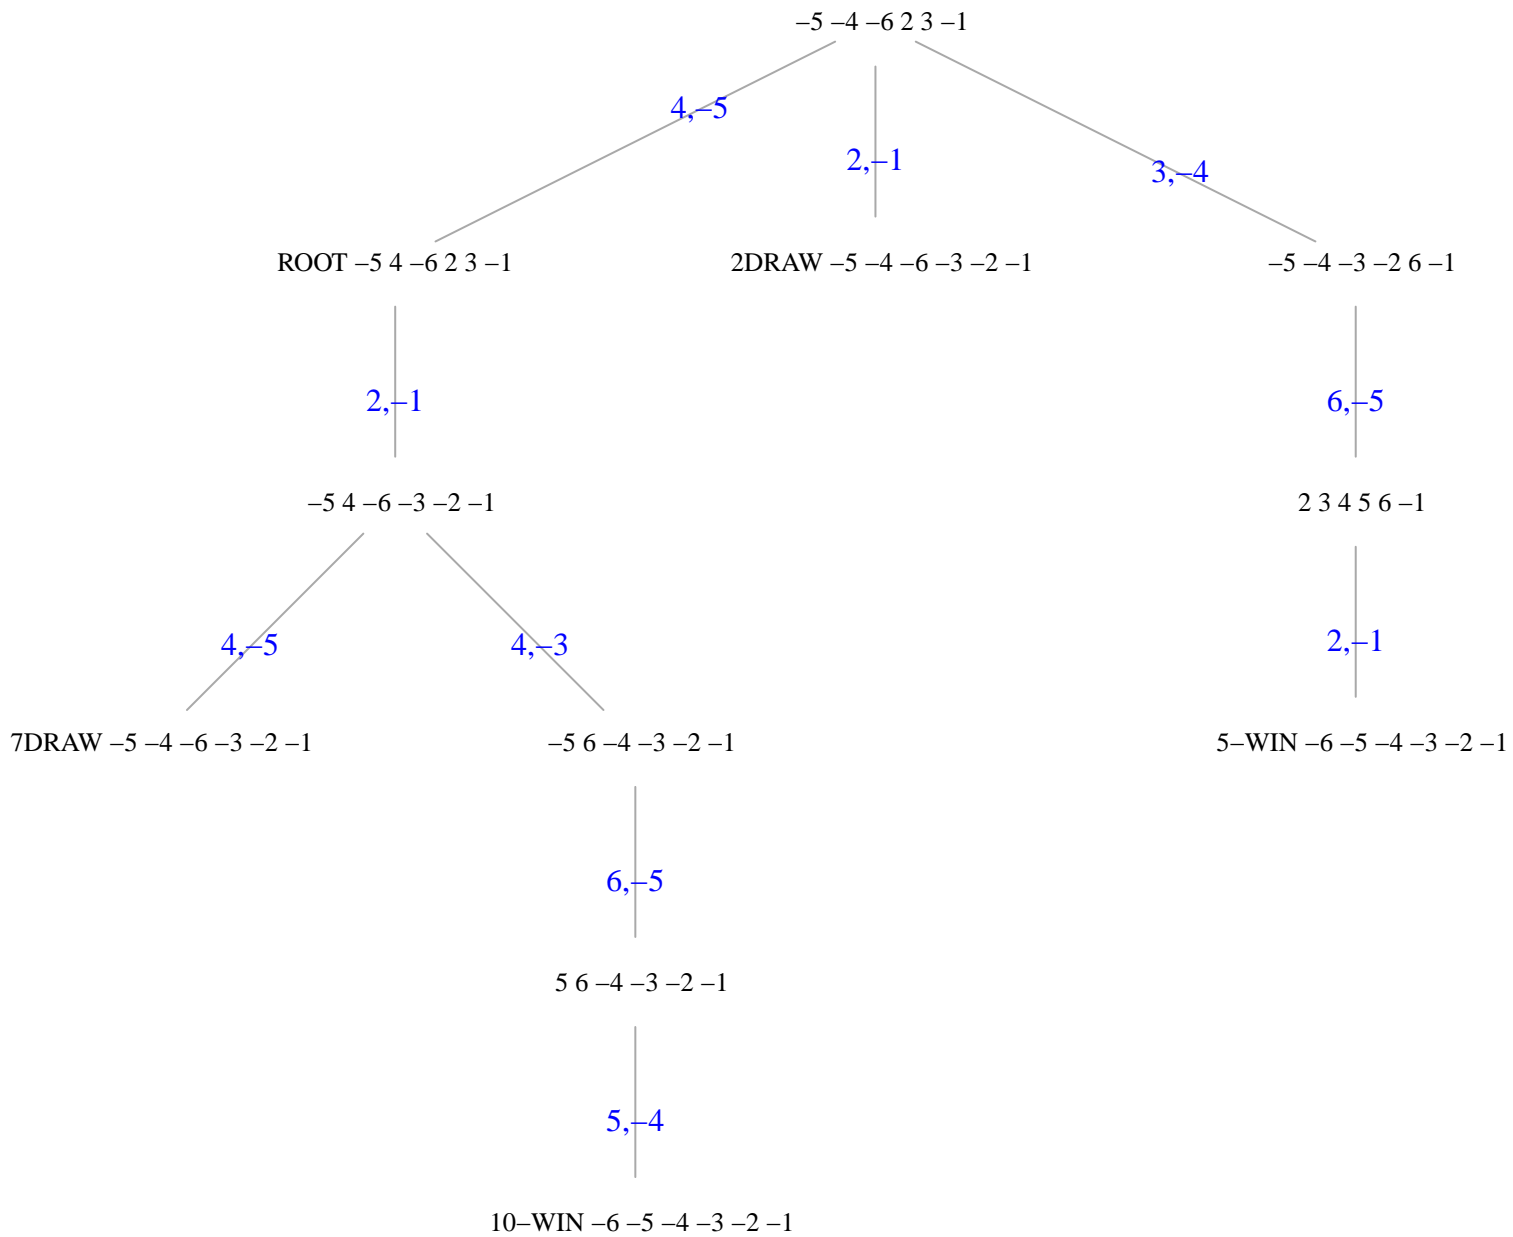 –5 –4 –6 2 3 –1
4,–5
2,–1
3,–4
ROOT –5 4 –6 2 3 –1
2DRAW –5 –4 –6 –3 –2 –1
–5 –4 –3 –2 6 –1
2,–1
6,–5
–5 4 –6 –3 –2 –1
2 3 4 5 6 –1
4,–5
4,–3
2,–1
7DRAW –5 –4 –6 –3 –2 –1
–5 6 –4 –3 –2 –1
5–WIN –6 –5 –4 –3 –2 –1
6,–5
5 6 –4 –3 –2 –1
5,–4
10–WIN –6 –5 –4 –3 –2 –1